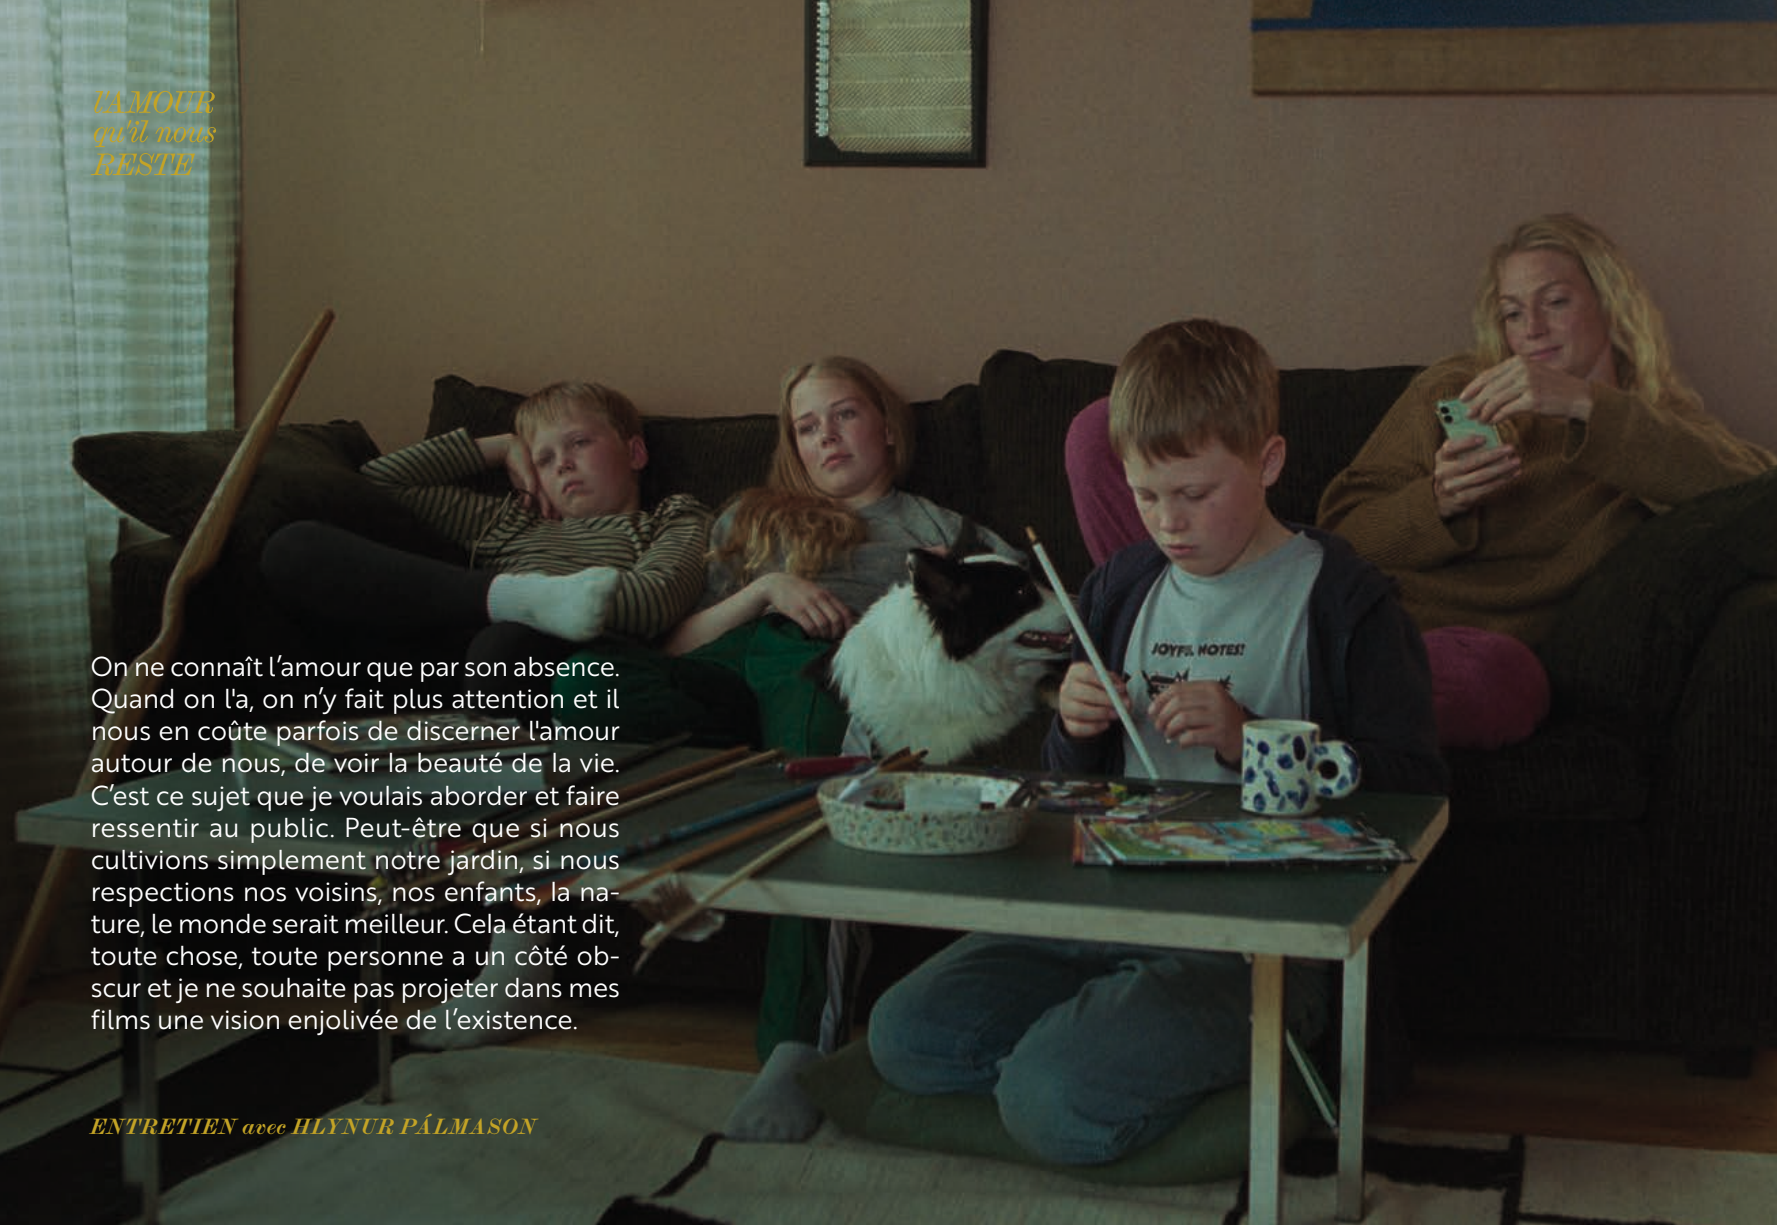 l'AMOUR
qu'il nous
RESTE
JOYFUL NOTES!
On ne connaît l’amour que par son absence.
Quand on l'a, on n’y fait plus attention et il
nous en coûte parfois de discerner l'amour
autour de nous, de voir la beauté de la vie.
C’est ce sujet que je voulais aborder et faire
ressentir au public. Peut-être que si nous
cultivions simplement notre jardin, si nous
respections nos voisins, nos enfants, la na-
ture, le monde serait meilleur. Cela étant dit,
toute chose, toute personne a un côté ob-
scur et je ne souhaite pas projeter dans mes
films une vision enjolivée de l’existence.
ENTRETIEN avec HLYNUR PÁLMASON